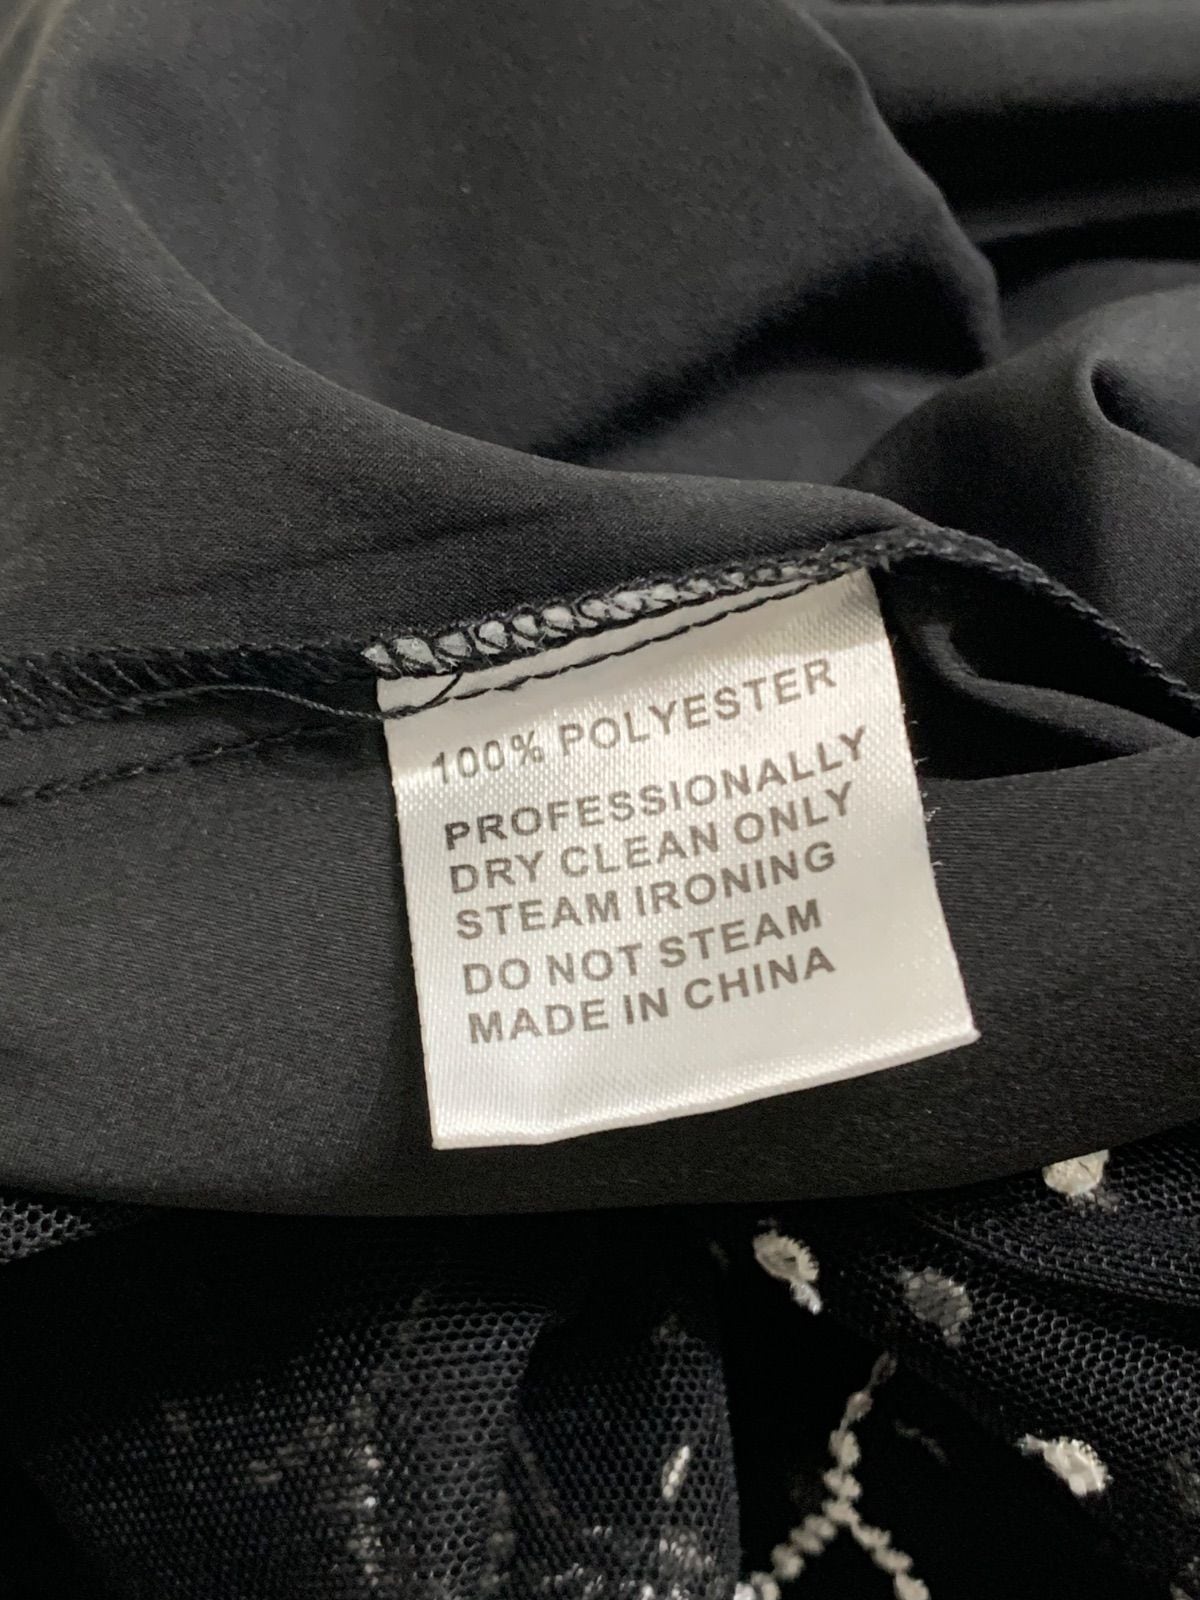 100% POLYESTER
PROFESSIONALLY
DRY CLEAN ONLY
STEAM IRONING
DO NOT STEAM
MADE IN CHINA